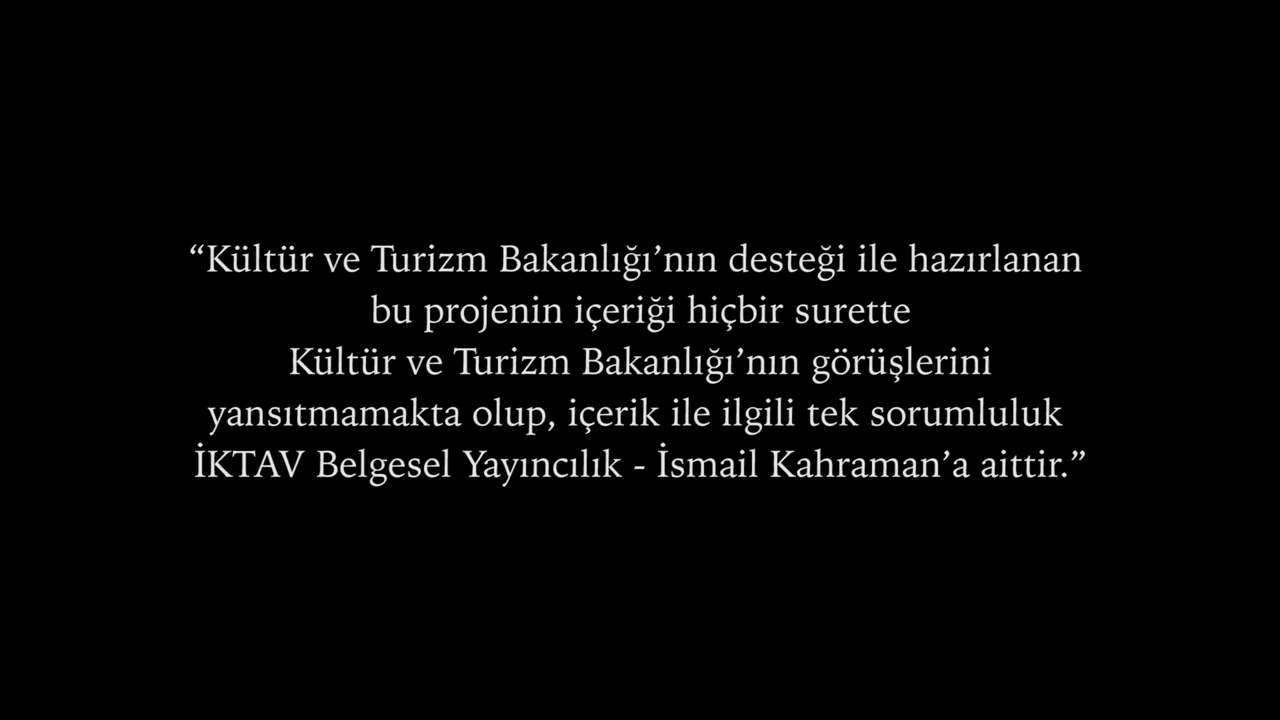 “Kültür ve Turizm Bakanlığı’nın desteği ile hazırlanan
bu projenin içeriği hiçbir surette
Kültür ve Turizm Bakanlığı’nın görüşlerini
yansıtmamakta olup, içerik ile ilgili tek sorumluluk
İKTAV Belgesel Yayıncılık - İsmail Kahraman’a aittir.”